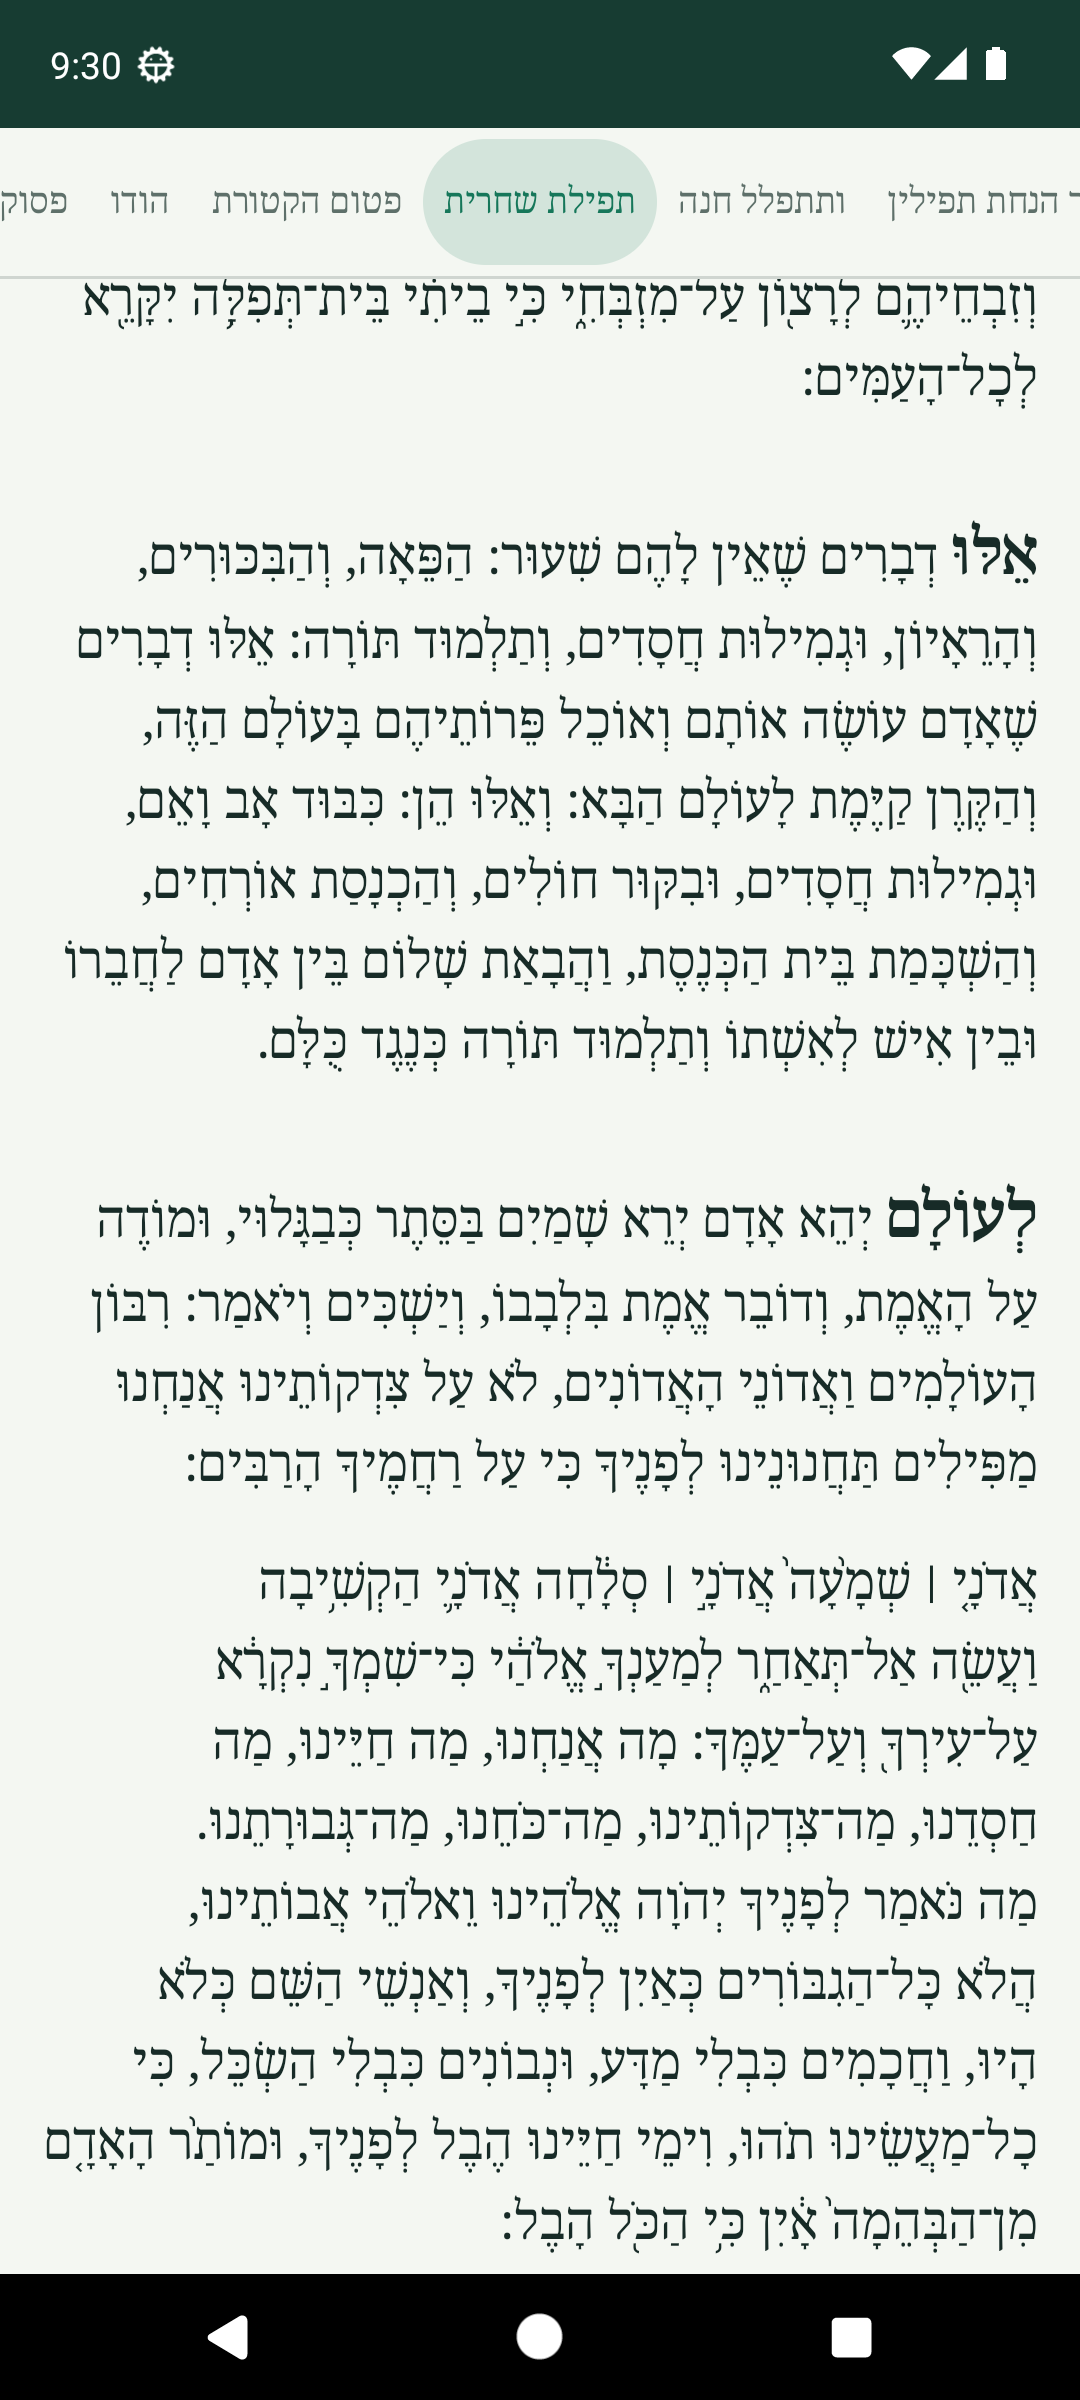 9:30
ר הנחת תפילין ותתפלל חנה תפילת שחרית פטום הקטורת הודו פסוק
וְזִבְחֵיהֶ֧ם לְרָצ֖וֹן עַל־מִזְבְּחִ֑י כִּ֣י בֵיתִ֔י בֵּית־תְּפִלָּ֥ה יִקָּרֵ֖א
לְכָל־הָעַמִּים:
אֵלּוּ דְבָרִים שֶׁאֵין לָהֶם שִׁעוּר: הַפֵּאָה, וְהַבִּכּוּרִים,
וְהָרֵאָיוֹן, וּגְמִילוּת חֲסָדִים, וְתַלְמוּד תּוֹרָה: אֵלּוּ דְבָרִים
שֶׁאָדָם עוֹשֶׂה אוֹתָם וְאוֹכֵל פֵּרוֹתֵיהֶם בָּעוֹלָם הַזֶּה,
וְהַקֶּרֶן קַיֶּמֶת לָעוֹלָם הַבָּא: וְאֵלּוּ הֵן: כִּבּוּד אָב וָאֵם,
וּגְמִילוּת חֲסָדִים, וּבִקּוּר חוֹלִים, וְהַכְנָסַת אוֹרְחִים,
וְהַשְׁכָּמַת בֵּית הַכְּנֶסֶת, וַהֲבָאַת שָׁלוֹם בֵּין אָדָם לַחֲבֵרוֹ
וּבֵין אִישׁ לְאִשְׁתּוֹ וְתַלְמוּד תּוֹרָה כְּנֶגֶד כֻּלָּם.
לְעוֹלָם יְהֵא אָדָם יְרֵא שָׁמַיִם בַּסֵּתֶר כְּבַגָּלוּי, וּמוֹדֶה
עַל הָאֱמֶת, וְדוֹבֵר אֱמֶת בִּלְבָבוֹ, וְיַשְׁכִּים וְיֹאמַר: רִבּוֹן
הָעוֹלָמִים וַאֲדוֹנֵי הָאֲדוֹנִים, לֹא עַל צִּדְקוֹתֵינוּ אֲנַחְנוּ
מַפִּילִים תַּחֲנוּנֵינוּ לְפָנֶיךָ כִּי עַל רַחֲמֶיךָ הָרַבִּים:
אֲדֹנָ֤י ׀ שְׁמָ֙עָה֙ אֲדֹנָ֣י ׀ סְלָ֔חָה אֲדֹנָ֛י הַקְשִׁ֥יבָה
וַעֲשֵׂ֖ה אַל־תְּאַחַ֑ר לְמַעַנְךָ֣ אֱלֹהַ֔י כִּי־שִׁמְךָ֣ נִקְרָ֔א
עַל־עִירְךָ֖ וְעַל־עַמֶּךָ: מָה אֲנַחְנוּ, מַה חַיֵּינוּ, מַה
חַסְדֵנוּ, מַה־צִּדְקוֹתֵינוּ, מַה־כֹּחֵנוּ, מַה־גְּבוּרָתֵנוּ.
מַה נֹּאמַר לְפָנֶיךָ יְהֹוָה אֱלֹהֵינוּ וֵאלֹהֵי אֲבוֹתֵינוּ,
הֲלֹא כָּל־הַגִבּוֹרִים כְּאַיִן לְפָנֶיךָ, וְאַנְשֵׁי הַשֵּׁם כְּלֹא
הָיוּ, וַחֲכָמִים כִּבְלִי מַדָּע, וּנְבוֹנִים כִּבְלִי הַשְׂכֵּל, כִּי
כָל־מַעֲשֵׂינוּ תֹהוּ, וִימֵי חַיֵּינוּ הֶבֶל לְפָנֶיךָ, וּמוֹתַ֨ר הָאָדָ֤ם
מִן־הַבְּהֵמָה֙ אָ֔יִן כִּ֥י הַכֹּ֖ל הָבֶל: